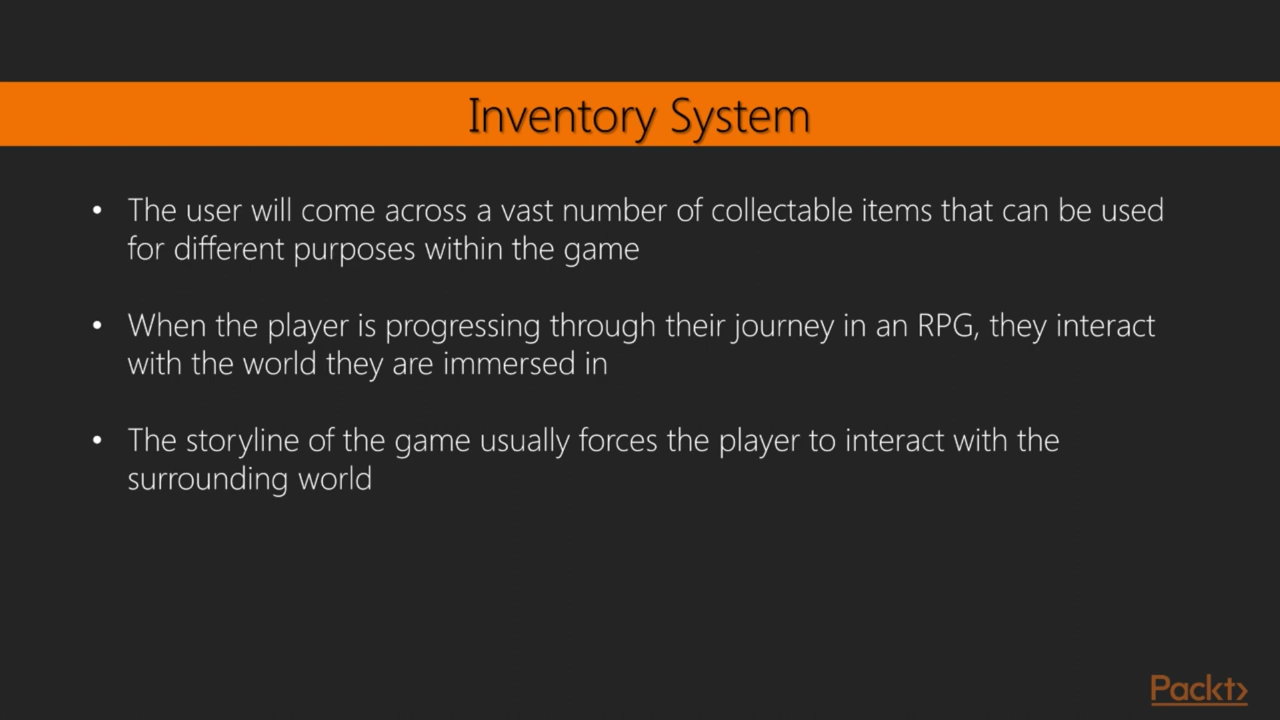 Inventory System
• The user will come across a vast number of collectable items that can be used
for different purposes within the game
• When the player is progressing through their journey in an RPG, they interact
with the world they are immersed in
• The storyline of the game usually forces the player to interact with the
surrounding world
Packt>